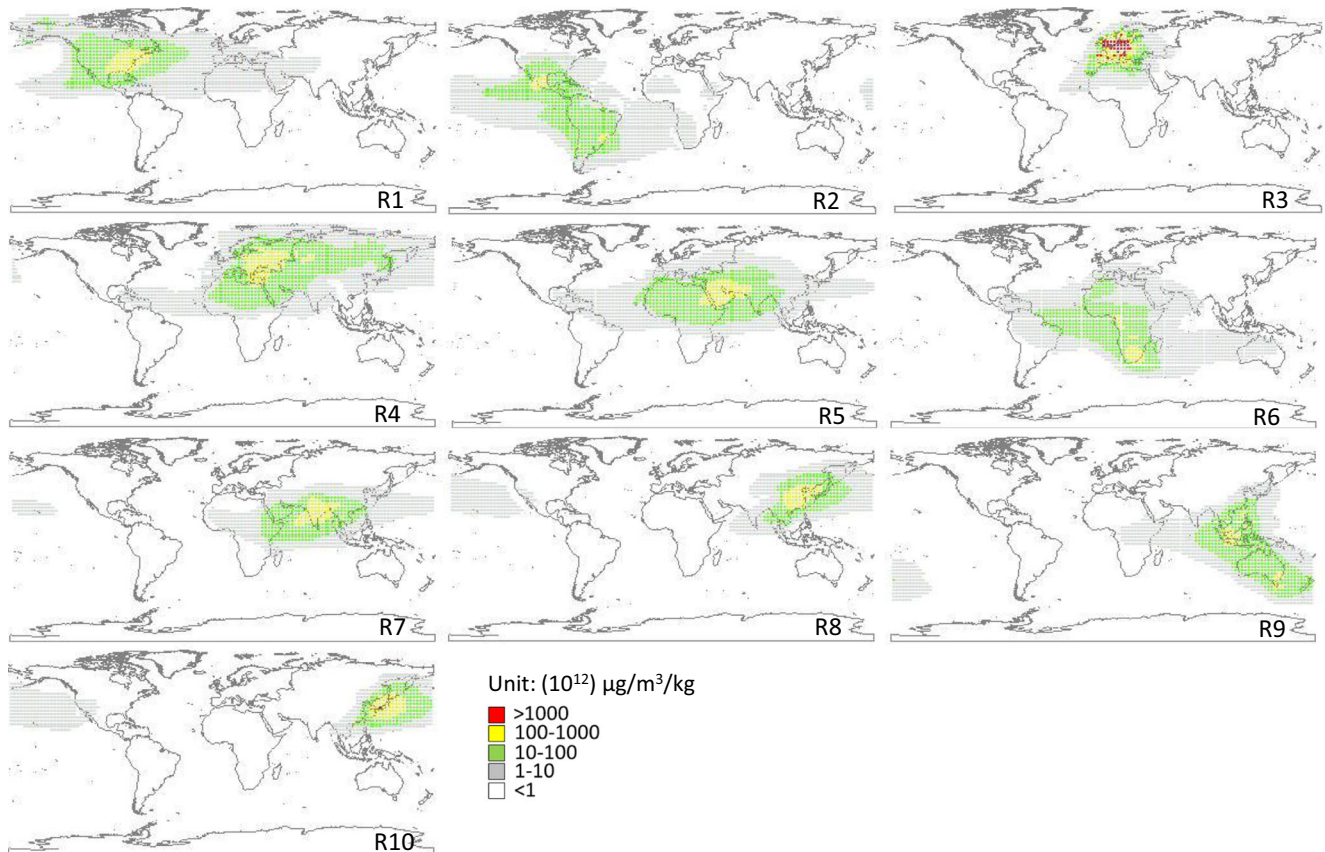 R1
R2
R3
R4
R5
R6
R7
R8
R9
R10
Unit: (10¹²) µg/m³/kg
>1000
100-1000
10-100
1-10
<1